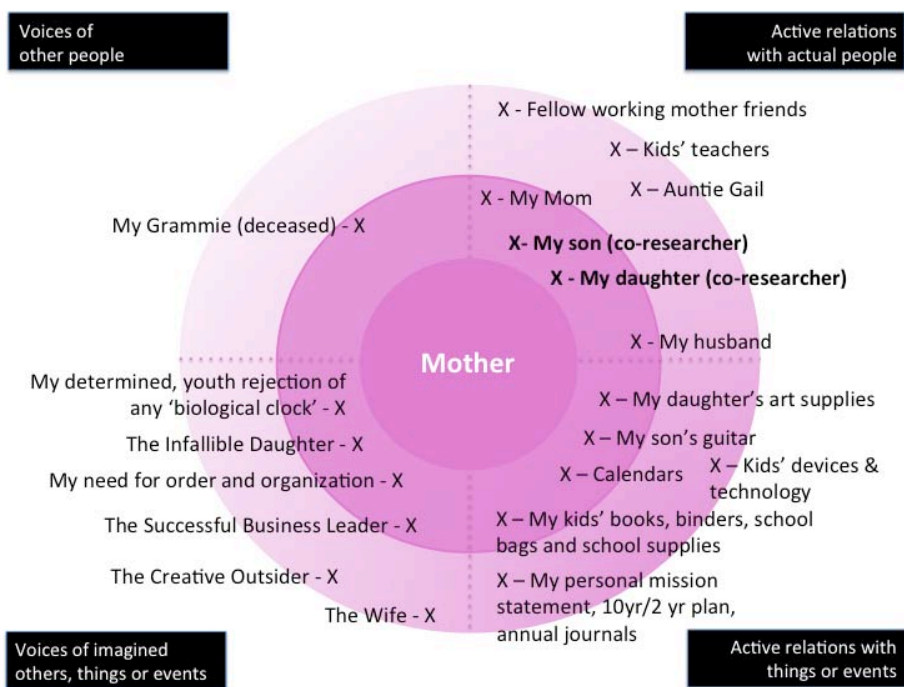 Voices of
other people
Active relations
with actual people
X - Fellow working mother friends
X – Kids' teachers
X – Auntie Gail
X - My Mom
My Grammie (deceased) - X
X- My son (co-researcher)
X - My daughter (co-researcher)
X - My husband
Mother
My determined, youth rejection of
any 'biological clock' - X
The Infallible Daughter - X
My need for order and organization - X
The Successful Business Leader - X
The Creative Outsider - X
The Wife - X
X – My daughter's art supplies
X – My son's guitar
X – Calendars
X – Kids' devices &
technology
X – My kids' books, binders, school
bags and school supplies
X – My personal mission
statement, 10yr/2 yr plan,
annual journals
Voices of imagined
others, things or events
Active relations with
things or events